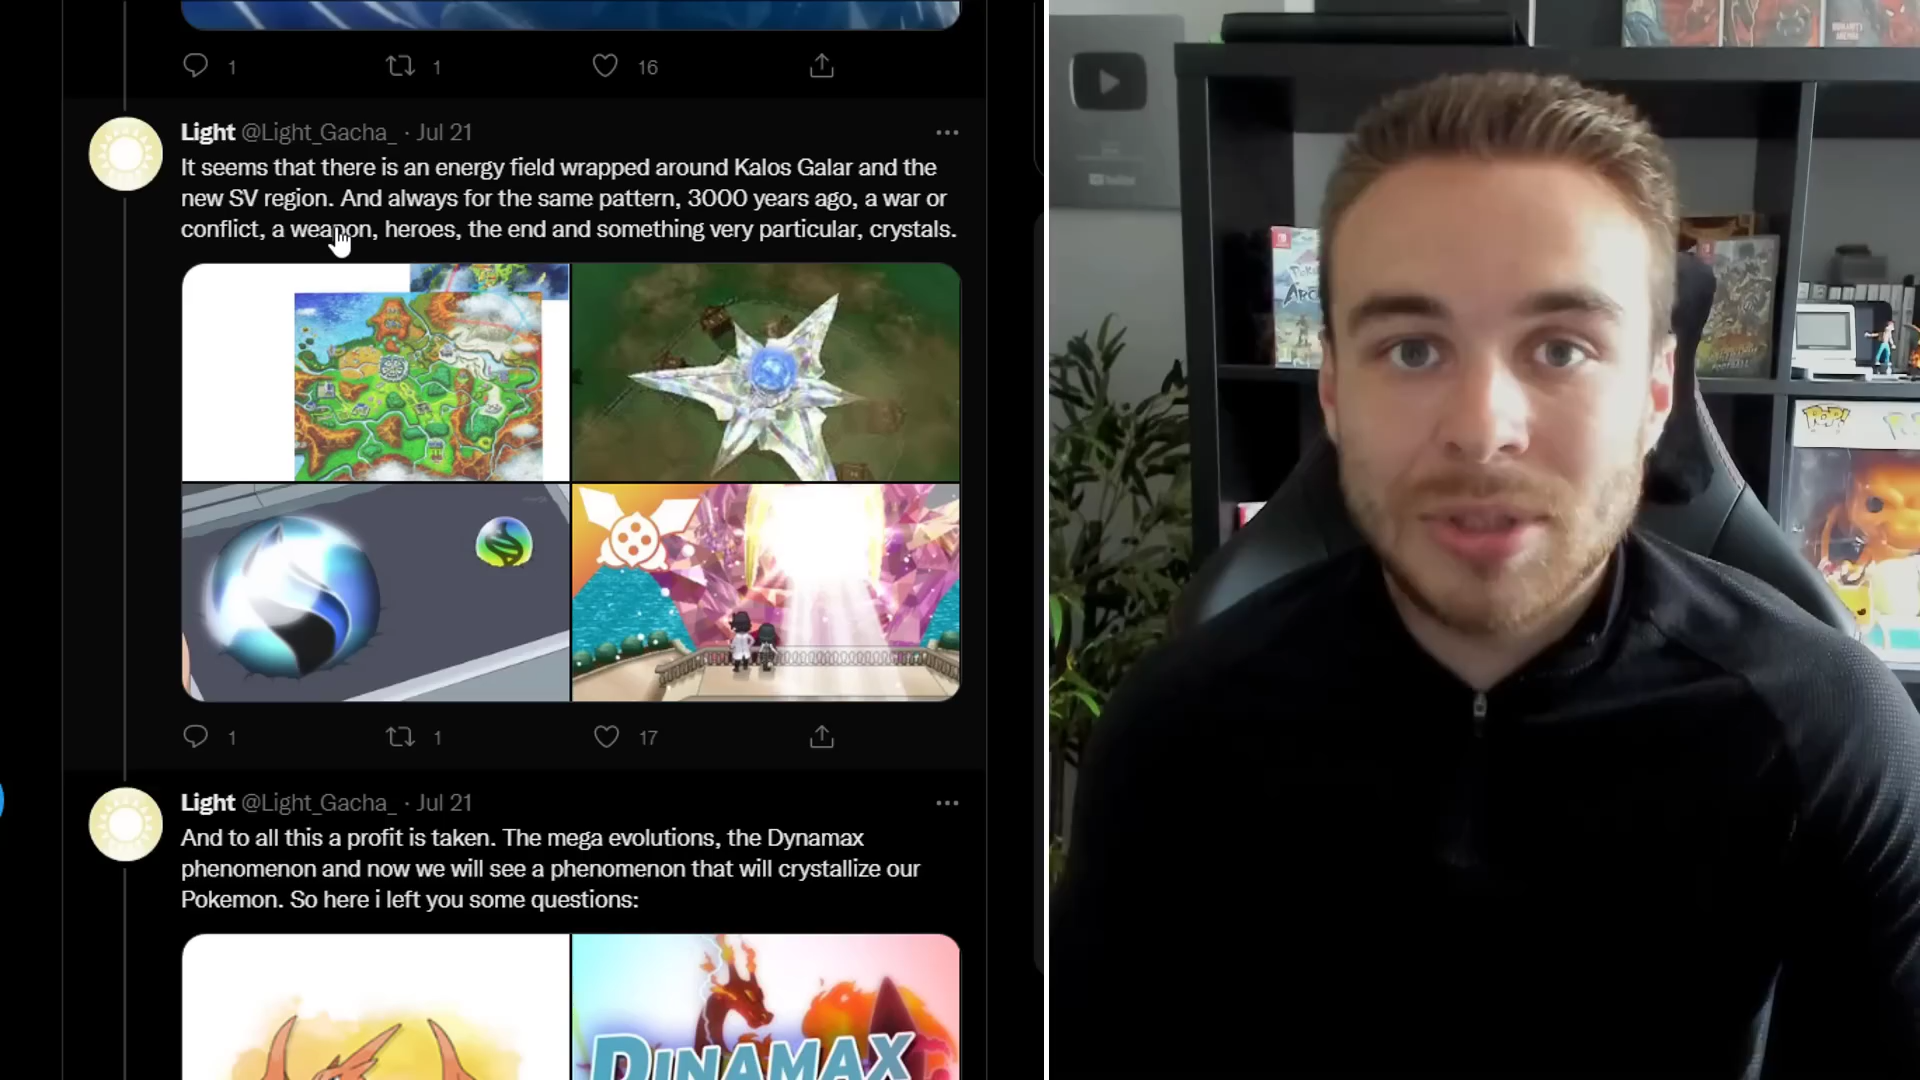 1
1
16
Light @Light_Gacha_ · Jul 21
It seems that there is an energy field wrapped around Kalos Galar and the
new SV region. And always for the same pattern, 3000 years ago, a war or
conflict, a weapon, heroes, the end and something very particular, crystals.
1
1
17
Light @Light_Gacha_ · Jul 21
And to all this a profit is taken. The mega evolutions, the Dynamax
phenomenon and now we will see a phenomenon that will crystallize our
Pokemon. So here i left you some questions:
DINAMAX
POP!